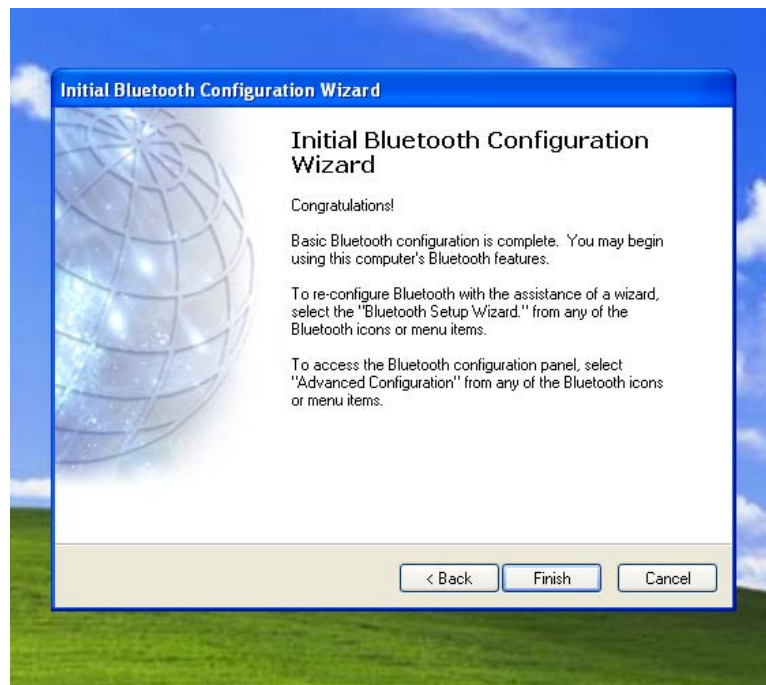 Initial Bluetooth Configuration Wizard
Initial Bluetooth Configuration
Wizard
Congratulations!
Basic Bluetooth configuration is complete.  You may begin
using this computer's Bluetooth features.
To re-configure Bluetooth with the assistance of a wizard,
select the "Bluetooth Setup Wizard." from any of the
Bluetooth icons or menu items.
To access the Bluetooth configuration panel, select
"Advanced Configuration" from any of the Bluetooth icons
or menu items.
< Back Finish Cancel